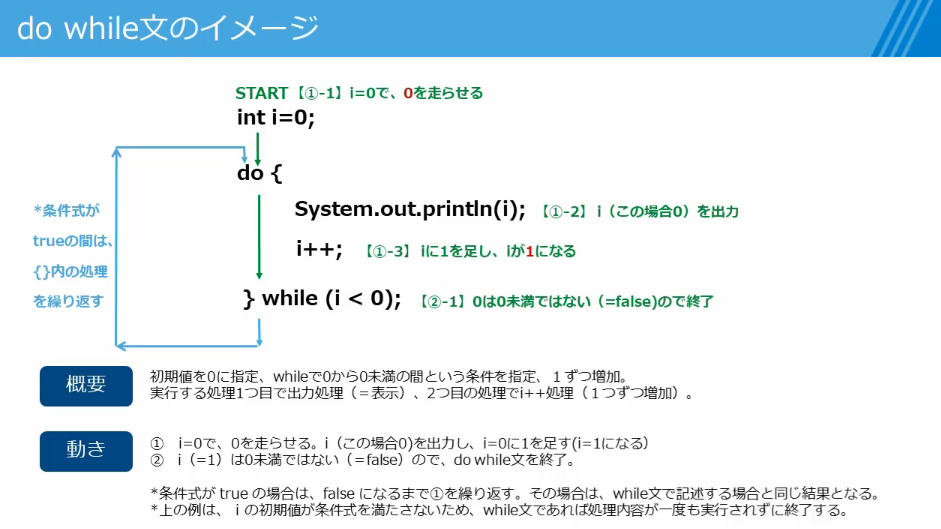 do while文のイメージ
START【①-1】i=0で、0を走らせる
int i=0;
do {
System.out.println(i); 【①-2】 i（この場合0）を出力
i++; 【①-3】 iに1を足し、iが1になる
} while (i < 0); 【②-1】0は0未満ではない（=false)ので終了
*条件式が
trueの間は、
{}内の処理
を繰り返す
概要
初期値を0に指定、whileで0から0未満の間という条件を指定、１ずつ増加。
実行する処理1つ目で出力処理（＝表示）、2つ目の処理でi++処理（１つずつ増加）。
動き
① i=0で、0を走らせる。i（この場合0)を出力し、i=0に1を足す(i=1になる）
② i（=1）は0未満ではない（＝false）ので、do while文を終了。
*条件式が true の場合は、false になるまで①を繰り返す。その場合は、while文で記述する場合と同じ結果となる。
*上の例は、ｉの初期値が条件式を満たさないため、while文であれば処理内容が一度も実行されずに終了する。